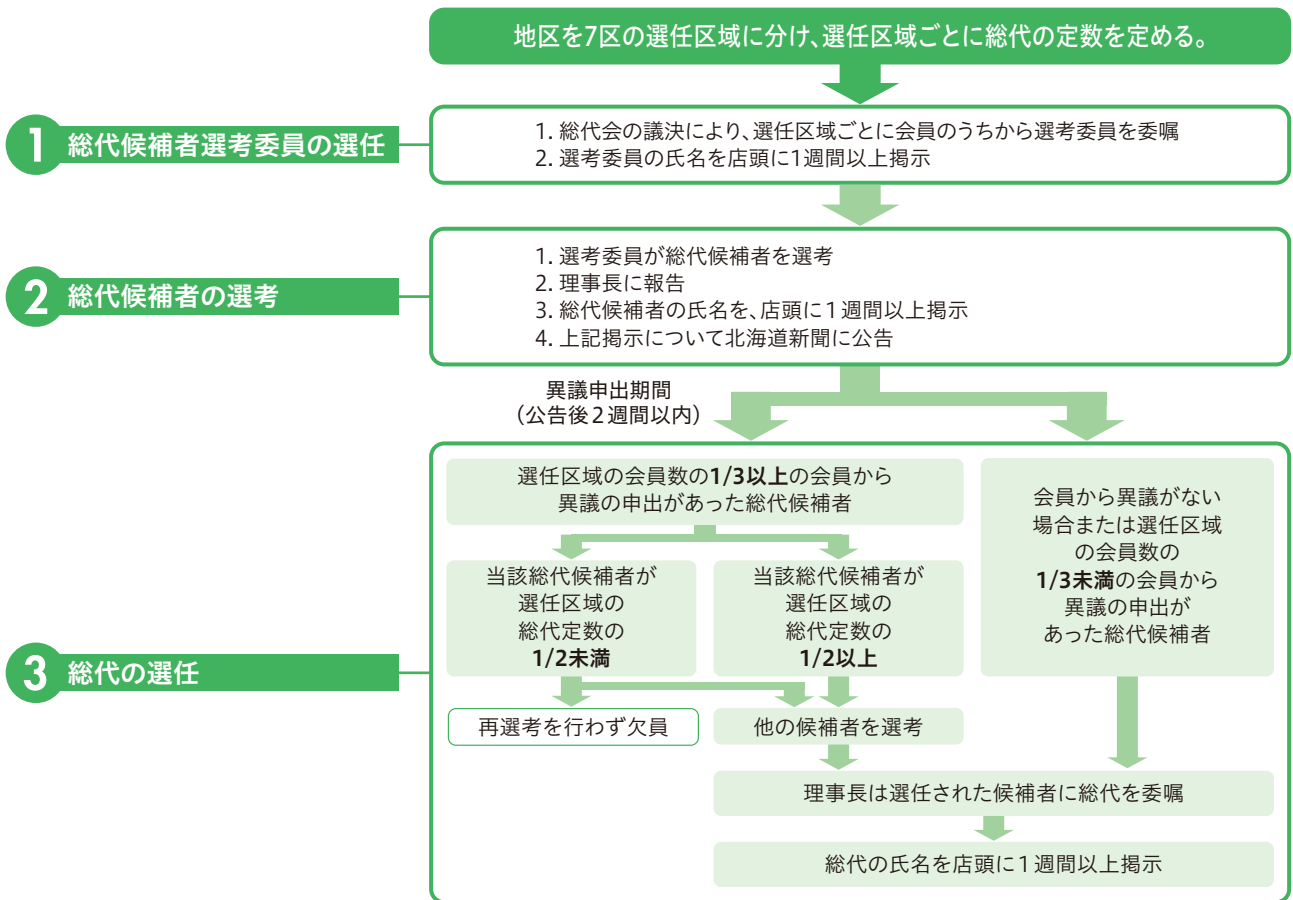 地区を7区の選任区域に分け、選任区域ごとに総代の定数を定める。
1 総代候補者選考委員の選任
1. 総代会の議決により、選任区域ごとに会員のうちから選考委員を委嘱
2. 選考委員の氏名を店頭に1週間以上掲示
2 総代候補者の選考
1. 選考委員が総代候補者を選考
2. 理事長に報告
3. 総代候補者の氏名を、店頭に1週間以上掲示
4. 上記掲示について北海道新聞に公告
異議申出期間
（公告後2週間以内）
3 総代の選任
選任区域の会員数の1/3以上の会員から
異議の申出があった総代候補者
当該総代候補者が
選任区域の
総代定数の
1/2未満
当該総代候補者が
選任区域の
総代定数の
1/2以上
会員から異議がない
場合または選任区域
の会員数の
1/3未満の会員から
異議の申出が
あった総代候補者
再選考を行わず欠員
他の候補者を選考
理事長は選任された候補者に総代を委嘱
総代の氏名を店頭に1週間以上掲示